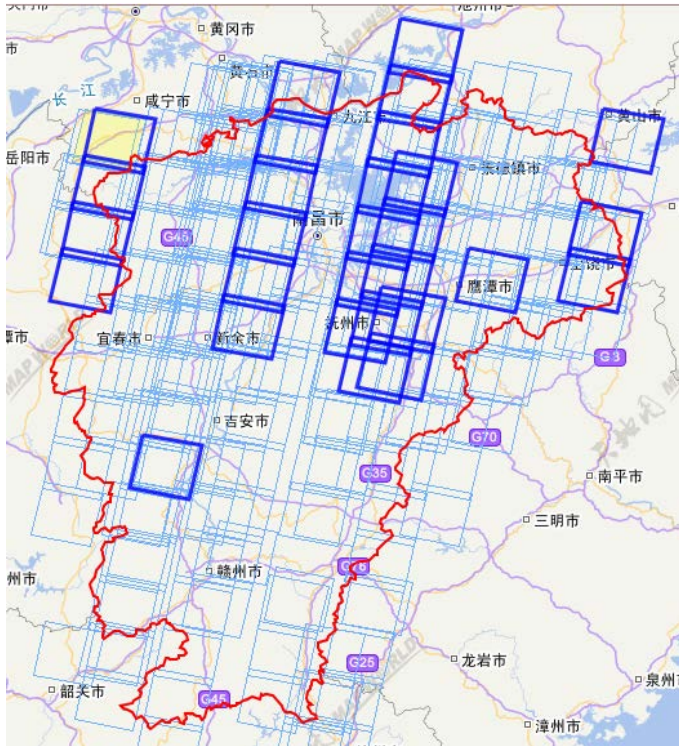 黄冈市
咸宁市
长江
岳阳市
九江市
黄山市
景德镇市
南昌市
G45
上饶市
鹰潭市
抚州市
宜春市
新余市
G3
吉安市
G70
G35
南平市
三明市
赣州市
州市
龙岩市
G25
韶关市
G45
泉州市
漳州市